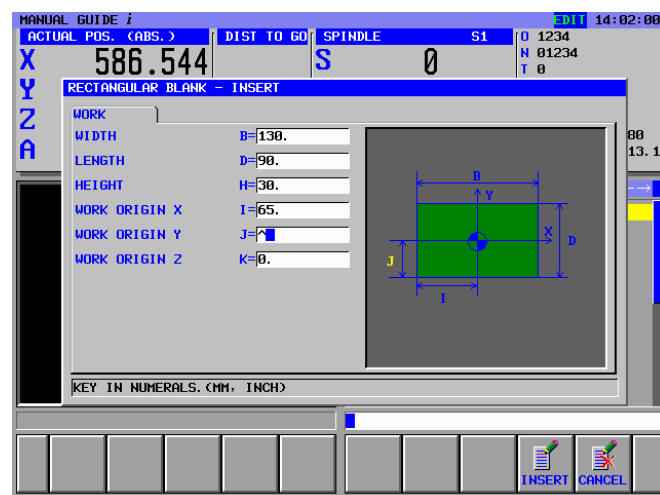 MANUAL GUIDE i EDIT 14:02:00
ACTUAL POS. (ABS.) DIST TO GO SPINDLE S1 O 1234
N 01234
X 586.544 S 0 T 0
Y
RECTANGULAR BLANK – INSERT
Z
WORK
A
WIDTH B=130. 80
LENGTH D=90. 13.1
HEIGHT H=30.
WORK ORIGIN X I=65.
WORK ORIGIN Y J=^
WORK ORIGIN Z K=0.
B
Y
X
D
J
I
KEY IN NUMERALS.(MM, INCH)
INSERT CANCEL